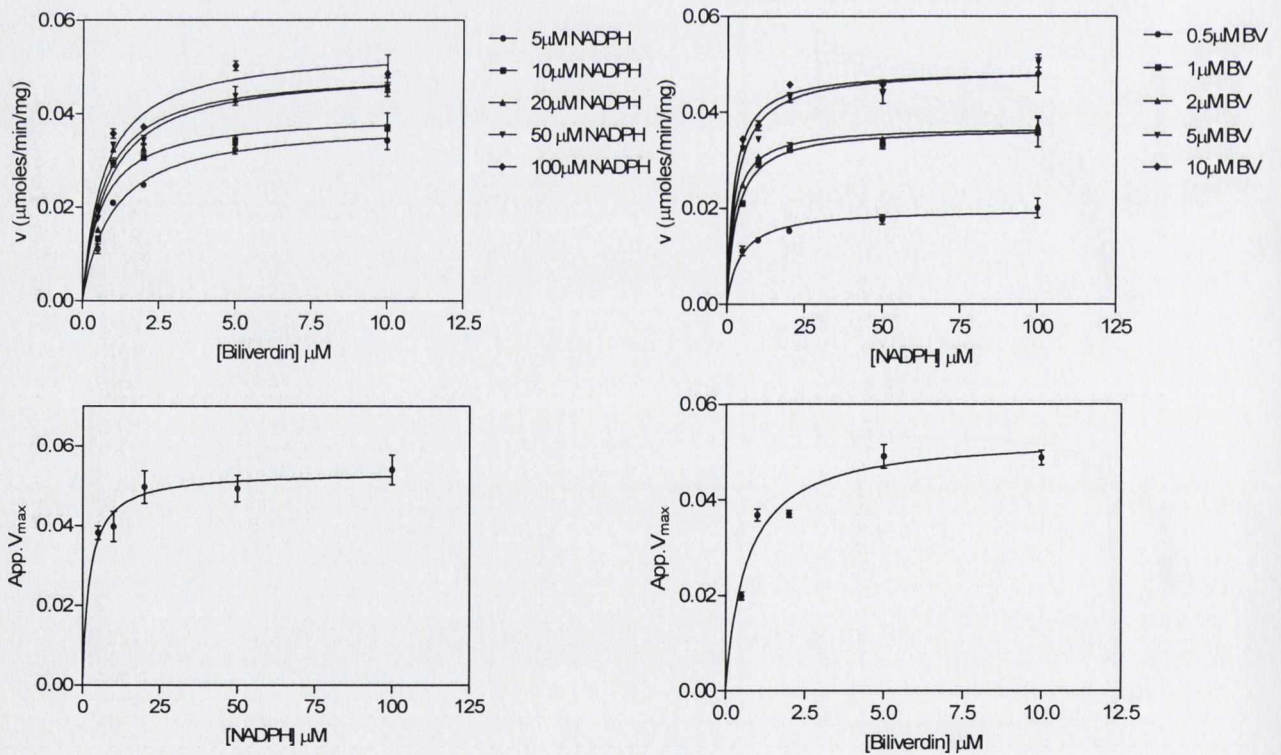 0.06
0.04
0.02
0.00
v (μmoles/min/mg)
0.0
2.5
5.0
7.5
10.0
12.5
[Biliverdin] μM
5μM NADPH
10μM NADPH
20μM NADPH
50 μM NADPH
100μM NADPH
0.06
0.04
0.02
0.00
v (μmoles/min/mg)
0
25
50
75
100
125
[NADPH] μM
0.5μM BV
1μM BV
2μM BV
5μM BV
10μM BV
0.06
0.04
0.02
0.00
App. Vmax
0
25
50
75
100
125
[NADPH] μM
0.06
0.04
0.02
0.00
App. Vmax
0.0
2.5
5.0
7.5
10.0
12.5
[Biliverdin] μM